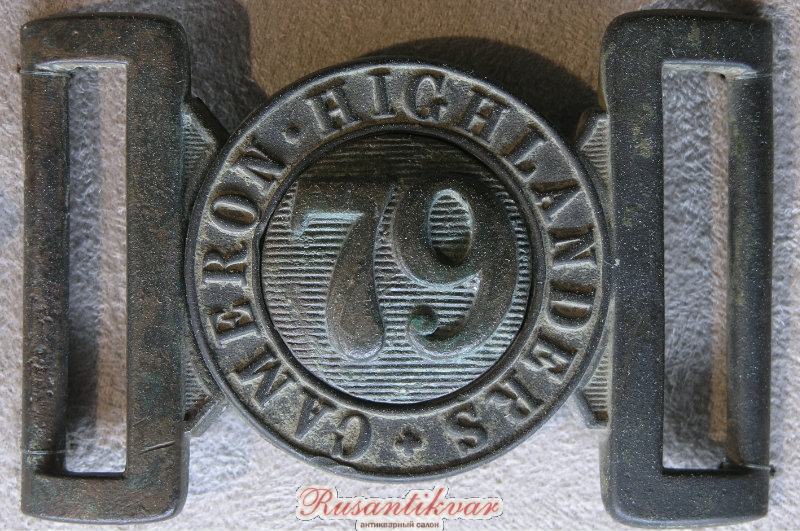 CAMERON · HIGHLANDERS
79
Rusantikvar
антикварный салон